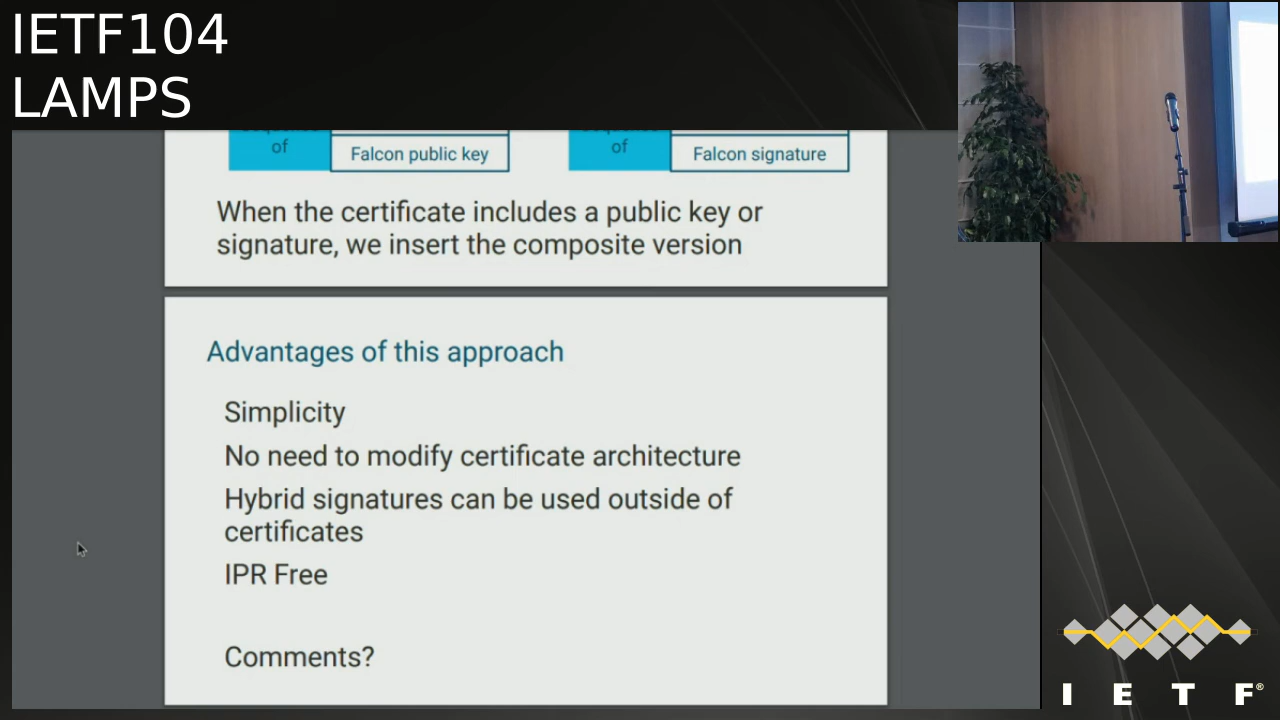 IETF104
LAMPS
of
Falcon public key
of
Falcon signature
When the certificate includes a public key or
signature, we insert the composite version
Advantages of this approach
Simplicity
No need to modify certificate architecture
Hybrid signatures can be used outside of
certificates
IPR Free
Comments?
I E T F®